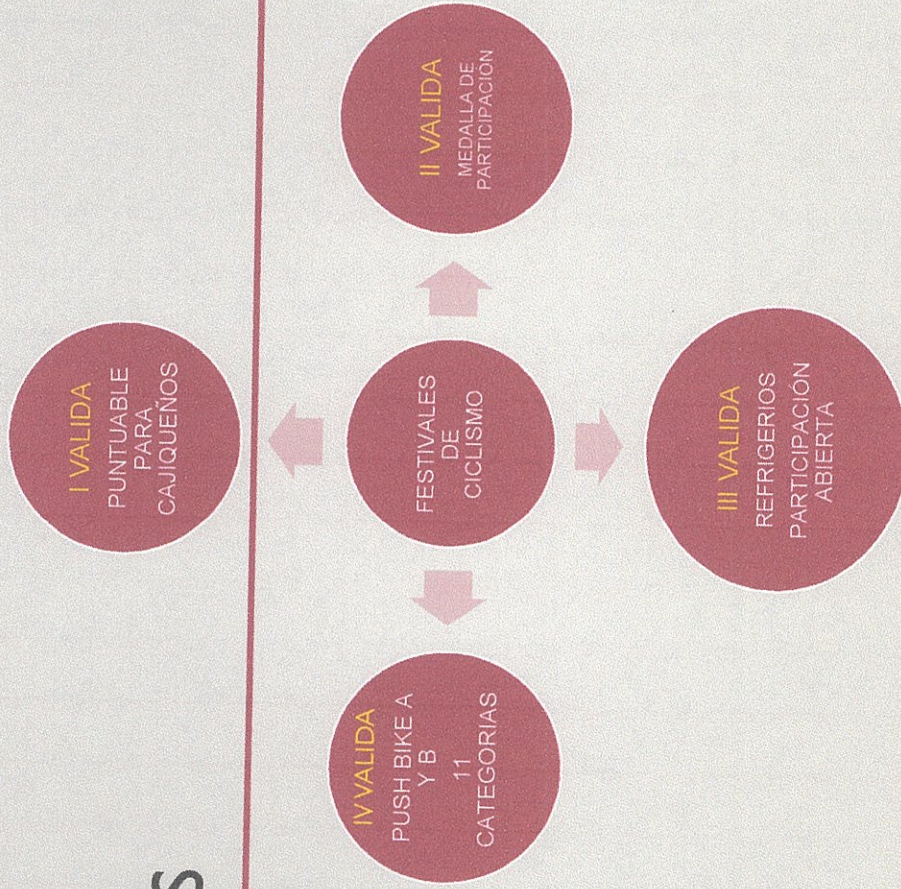 S
I VALIDA
PUNTUABLE
PARA
CAJIQUEÑOS
IV VALIDA
PUSH BIKE A
Y B
11
CATEGORIAS
FESTIVALES
DE
CICLISMO
II VALIDA
MEDALLA DE
PARTICIPACIÓN
III VALIDA
REFRIGERIOS
PARTICIPACIÓN
ABIERTA